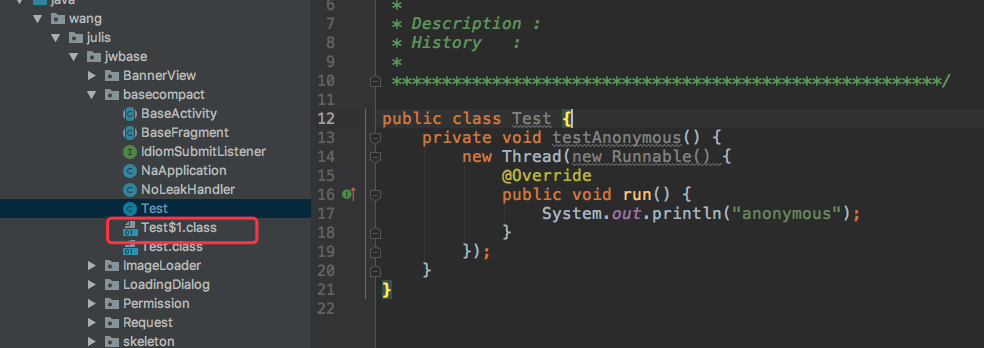 java
wang
julis
jwbase
BannerView
basecompact
BaseActivity
BaseFragment
IdiomSubmitListener
NaApplication
NoLeakHandler
Test
Test$1.class
Test.class
ImageLoader
LoadingDialog
Permission
Request
skeleton
6 *
7 * Description :
8 * History   :
9 *
10 *******************************************************/
11
12 public class Test {
13 private void testAnonymous() {
14 new Thread(new Runnable() {
15 @Override
16 public void run() {
17 System.out.println("anonymous");
18 }
19 });
20 }
21 }
22